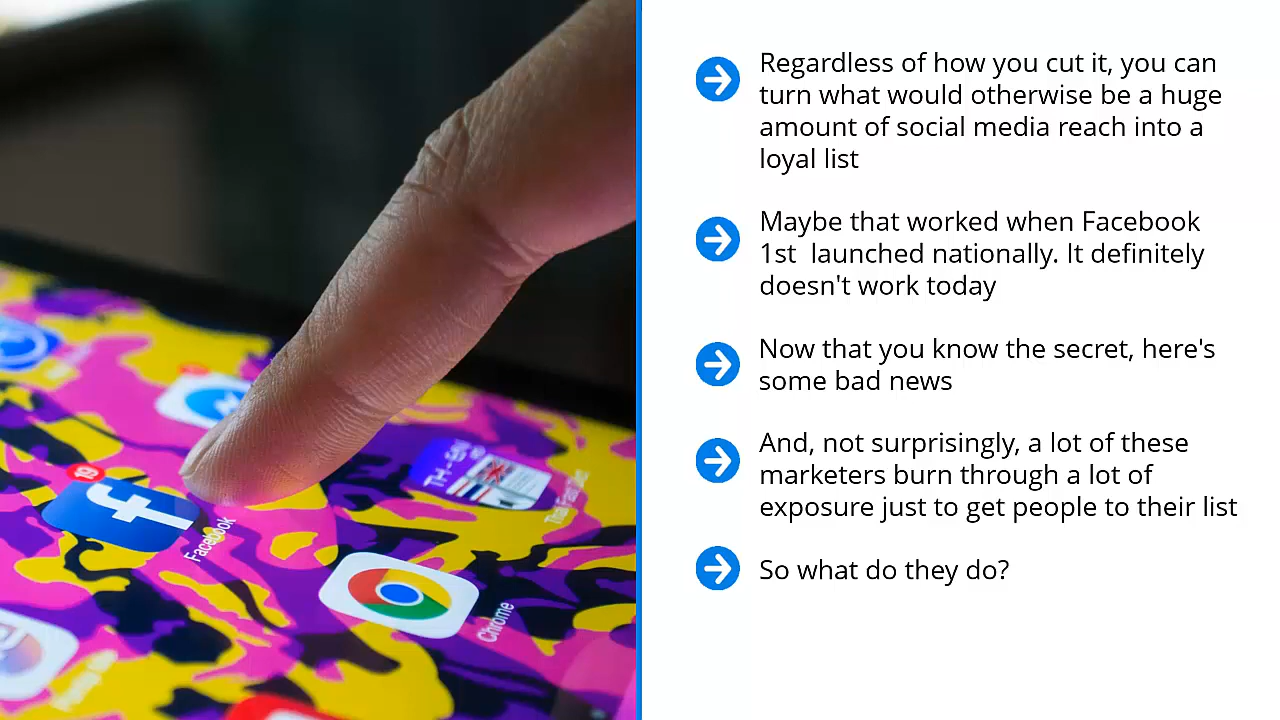 Regardless of how you cut it, you can
turn what would otherwise be a huge
amount of social media reach into a
loyal list
Maybe that worked when Facebook
1st  launched nationally. It definitely
doesn't work today
Now that you know the secret, here's
some bad news
And, not surprisingly, a lot of these
marketers burn through a lot of
exposure just to get people to their list
So what do they do?
19
Facebook
TH - EN
Chrome